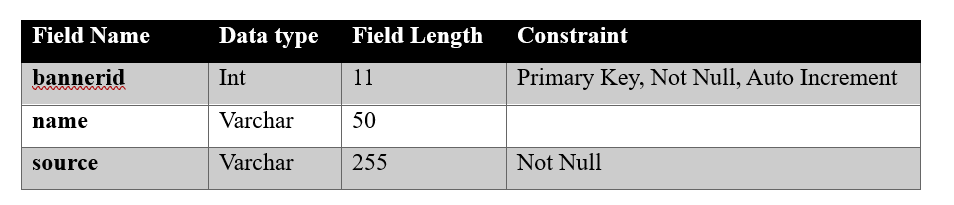 Field Name Data type Field Length Constraint
bannerid Int 11 Primary Key, Not Null, Auto Increment
name Varchar 50
source Varchar 255 Not Null